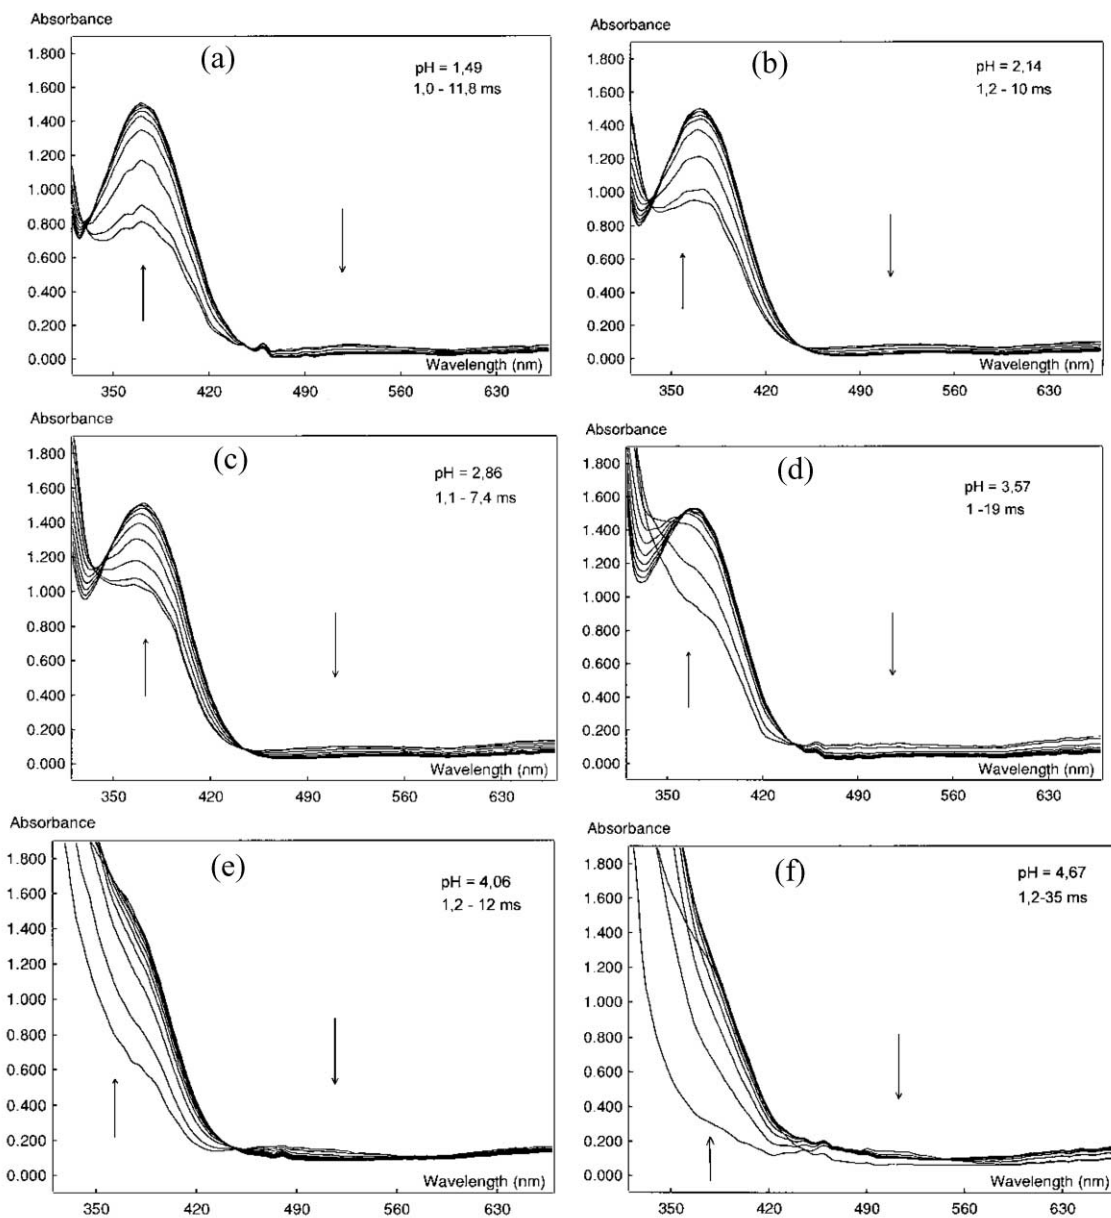 Absorbance
(a)
pH = 1,49
1,0 - 11,8 ms
1.800
1.600
1.400
1.200
1.000
0.800
0.600
0.400
0.200
0.000
Wavelength (nm)
350 420 490 560 630
Absorbance
(b)
pH = 2,14
1,2 - 10 ms
1.800
1.600
1.400
1.200
1.000
0.800
0.600
0.400
0.200
0.000
Wavelength (nm)
350 420 490 560 630
Absorbance
(c)
pH = 2,86
1,1 - 7,4 ms
1.800
1.600
1.400
1.200
1.000
0.800
0.600
0.400
0.200
0.000
Wavelength (nm)
350 420 490 560 630
Absorbance
(d)
pH = 3,57
1 -19 ms
1.800
1.600
1.400
1.200
1.000
0.800
0.600
0.400
0.200
0.000
Wavelength (nm)
350 420 490 560 630
Absorbance
(e)
pH = 4,06
1,2 - 12 ms
1.800
1.600
1.400
1.200
1.000
0.800
0.600
0.400
0.200
0.000
Wavelength (nm)
350 420 490 560 630
Absorbance
(f)
pH = 4,67
1,2-35 ms
1.800
1.600
1.400
1.200
1.000
0.800
0.600
0.400
0.200
0.000
Wavelength (nm)
350 420 490 560 630